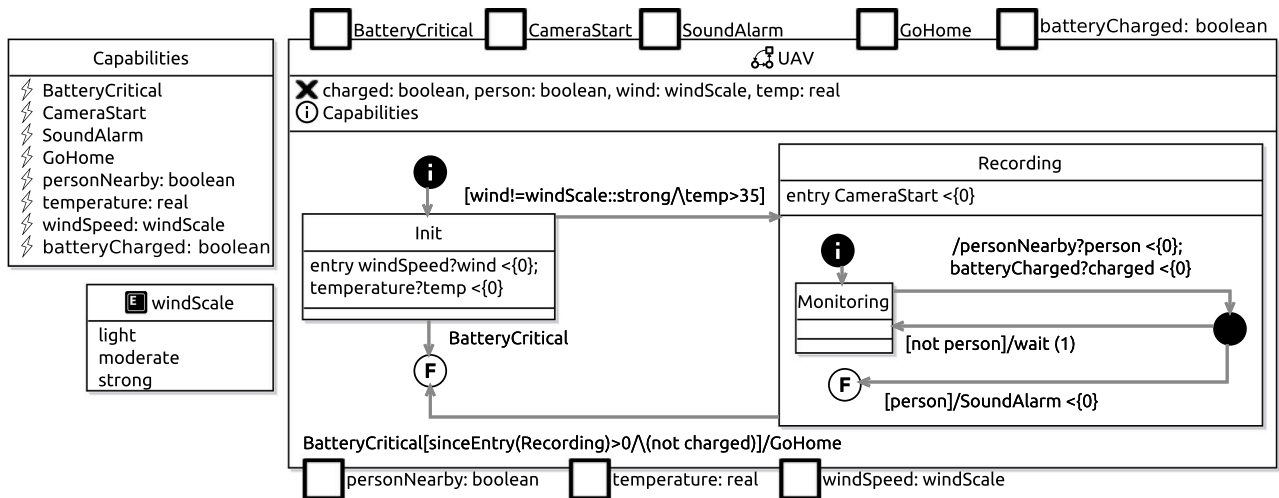 BatteryCritical
CameraStart
SoundAlarm
GoHome
batteryCharged: boolean
Capabilities
BatteryCritical
CameraStart
SoundAlarm
GoHome
personNearby: boolean
temperature: real
windSpeed: windScale
batteryCharged: boolean
E windScale
light
moderate
strong
UAV
charged: boolean, person: boolean, wind: windScale, temp: real
i Capabilities
i
[wind!=windScale::strong/\temp>35]
Init
entry windSpeed?wind <{0};
temperature?temp <{0}
BatteryCritical
F
Recording
entry CameraStart <{0}
i
/personNearby?person <{0};
batteryCharged?charged <{0}
Monitoring
[not person]/wait (1)
F
[person]/SoundAlarm <{0}
BatteryCritical[sinceEntry(Recording)>0/\(not charged)]/GoHome
personNearby: boolean
temperature: real
windSpeed: windScale